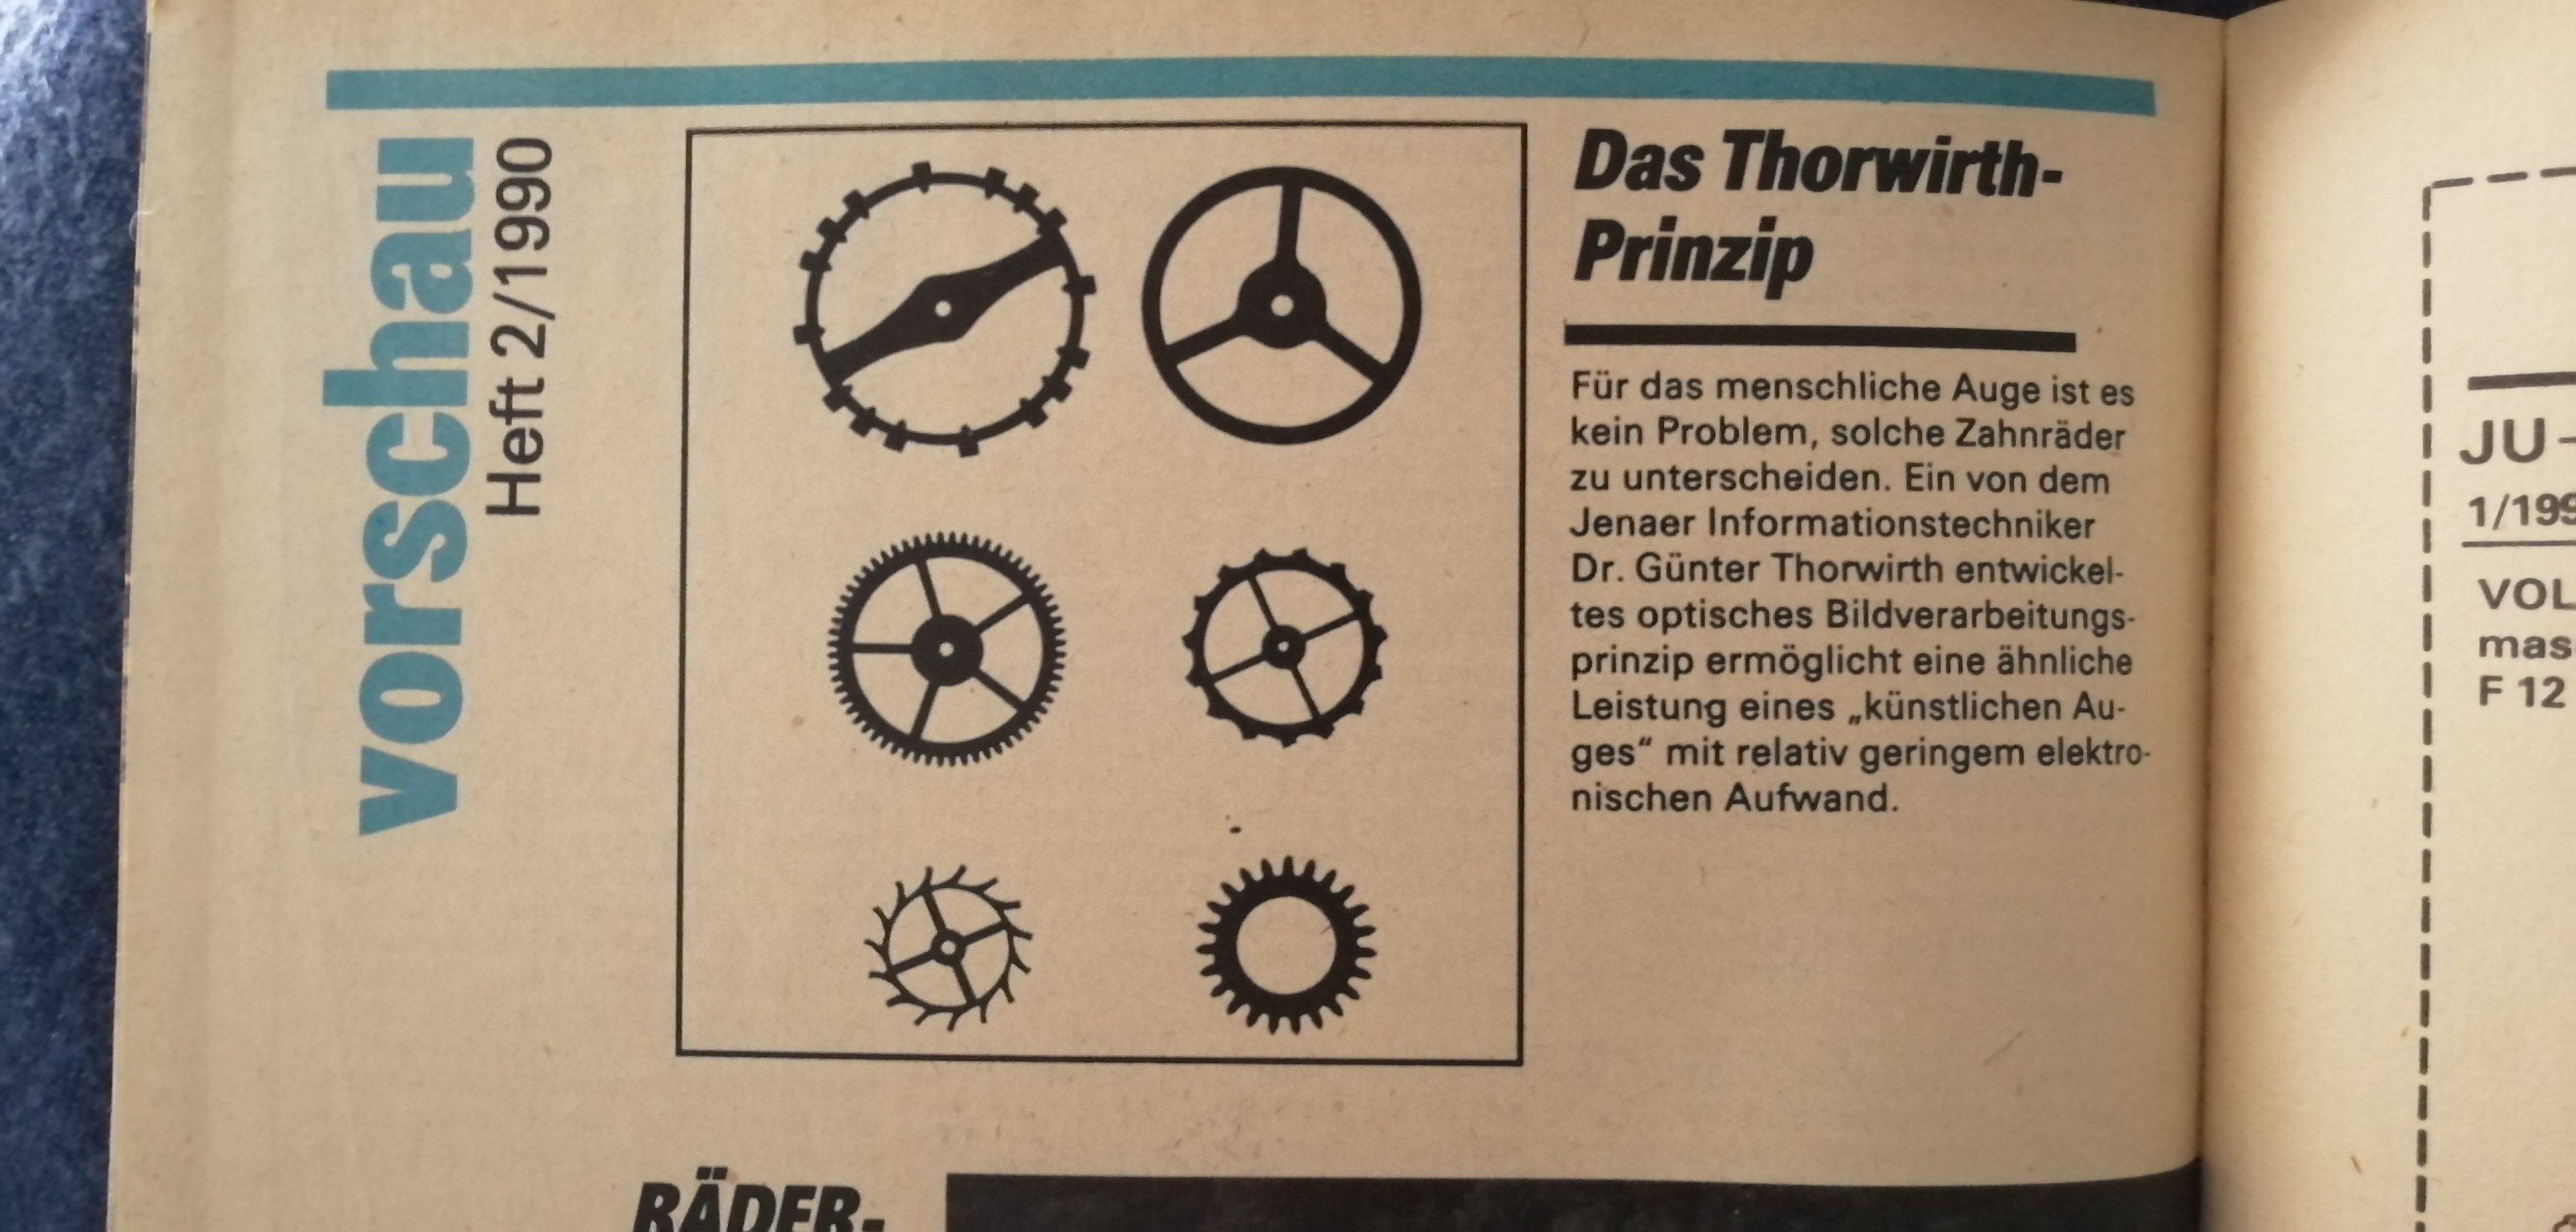 vorschau
Heft 2/1990
Das Thorwirth-
Prinzip
Für das menschliche Auge ist es
kein Problem, solche Zahnräder
zu unterscheiden. Ein von dem
Jenaer Informationstechniker
Dr. Günter Thorwirth entwickel-
tes optisches Bildverarbeitungs-
prinzip ermöglicht eine ähnliche
Leistung eines „künstlichen Au-
ges“ mit relativ geringem elektro-
nischen Aufwand.
RÄDER-
JU-
1/199
VOL
mas
F 12